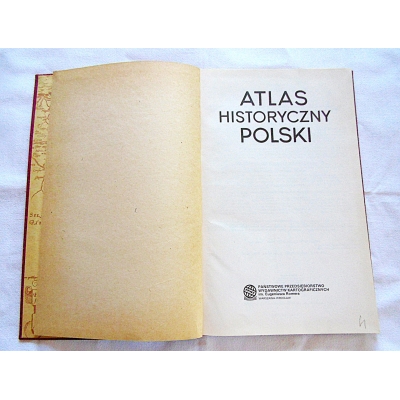 ATLAS
HISTORYCZNY
POLSKI
PAŃSTWOWE PRZEDSIĘBIORSTWO
WYDAWNICTW KARTOGRAFICZNYCH
im. Eugeniusza Romera